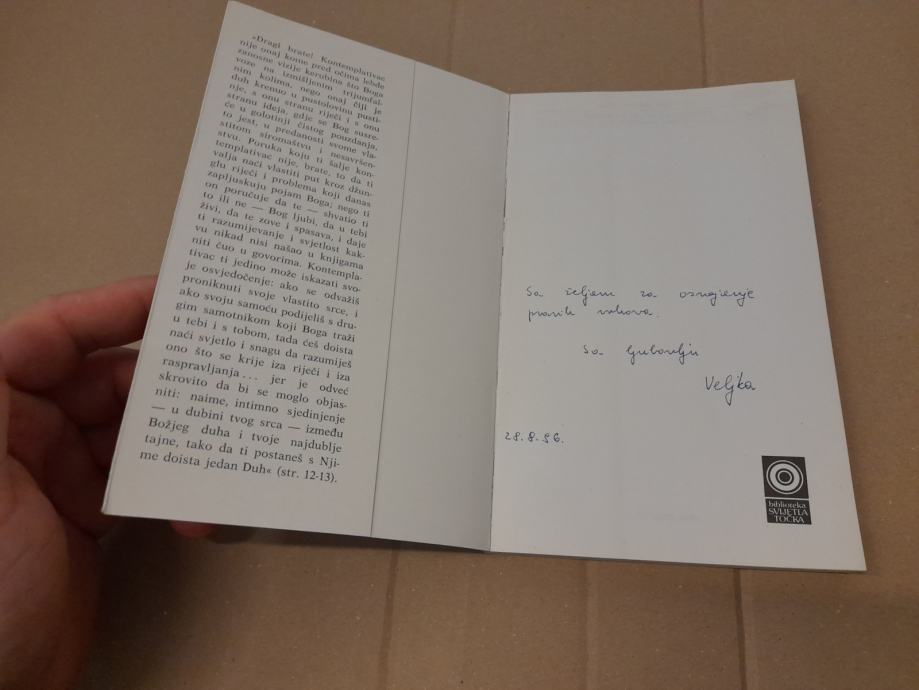 »Dragi brate! Kontemplativac
nije onaj kome pred očima lebde
zanosne vizije kerubina što Boga
voze na izmišljenim trijumfal-
nim kolima, nego onaj čiji je
duh krenuo u pustolovinu pusti-
nje, s onu stranu riječi i s onu
stranu ideja, gdje se Bog susre-
će u golotinji čistog pouzdanja,
to jest, u predanosti svome vla-
stitom siromaštvu i nesavršen-
stvu. Poruka koju ti šalje kon-
templativac nije, brate, to da ti
valja naći vlastiti put kroz džun-
glu riječi i problema koji danas
zapljuskuju pojam Boga; nego ti
on poručuje da te — shvatio ti
to ili ne — Bog ljubi, da u tebi
živi, da te zove i spasava, i daje
ti razumijevanje i svjetlost kak-
vu nikad nisi našao u knjigama
niti čuo u govorima. Kontempla-
tivac ti jedino može iskazati svo-
je osvjedočenje: ako se odvažiš
proniknuti svoje vlastito srce, i
ako svoju samoću podijeliš s dru-
gim samotnikom koji Boga traži
u tebi i s tobom, tada ćeš doista
naći svjetlo i snagu da razumiješ
ono što se krije iza riječi i iza
raspravljanja... jer je odveć
skrovito da bi se moglo objas-
niti: naime, intimno sjedinjenje
— u dubini tvog srca — između
Božjeg duha i tvoje najdublje
tajne, tako da ti postaneš s Nji-
me doista jedan Duh« (str. 12-13).
Sa željom za osvajanje
pravih vrhova.
Sa ljubavlju
Veljka
28.8.96.
biblioteka
SVIJETLA
TOČKA